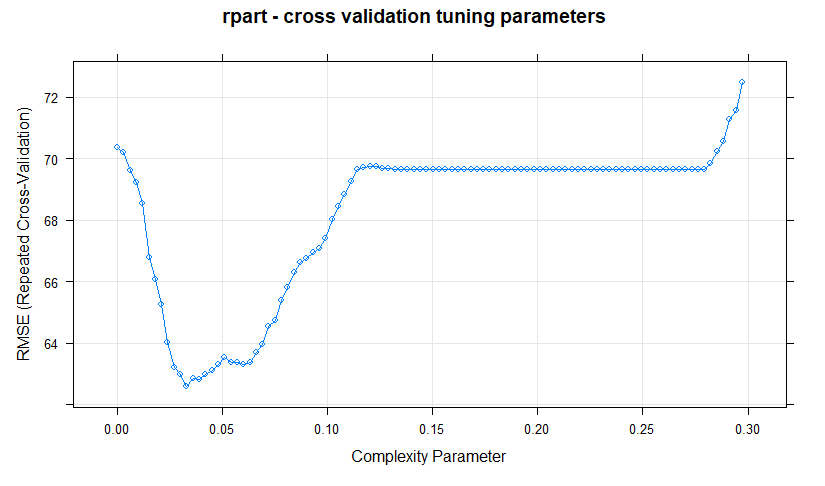 rpart - cross validation tuning parameters
RMSE (Repeated Cross-Validation)
72
70
68
66
64
0.00 0.05 0.10 0.15 0.20 0.25 0.30
Complexity Parameter